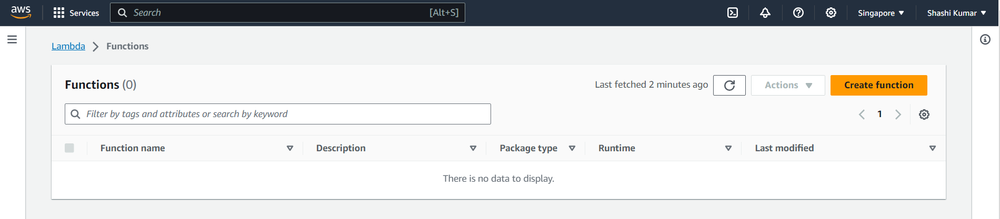 aws Services Search [Alt+S] Singapore Shashi Kumar
Lambda Functions
Functions (0) Last fetched 2 minutes ago Actions Create function
Filter by tags and attributes or search by keyword 1
Function name Description Package type Runtime Last modified
There is no data to display.